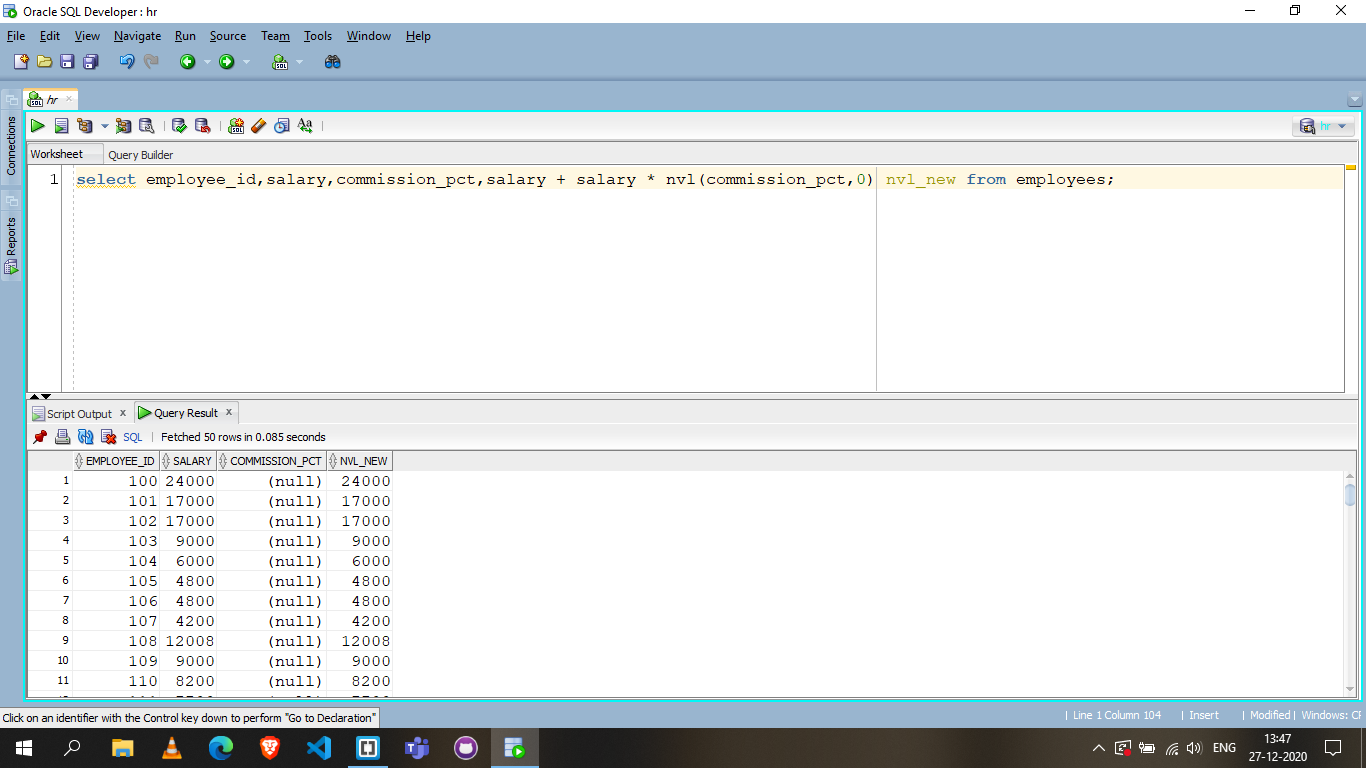 Oracle SQL Developer : hr
File Edit View Navigate Run Source Team Tools Window Help
hr
Connections
Reports
hr
Worksheet Query Builder
1 select employee_id,salary,commission_pct,salary + salary * nvl(commission_pct,0) nvl_new from employees;
Script Output x Query Result x
SQL | Fetched 50 rows in 0.085 seconds
EMPLOYEE_ID SALARY COMMISSION_PCT NVL_NEW
1 100 24000 (null) 24000
2 101 17000 (null) 17000
3 102 17000 (null) 17000
4 103 9000 (null) 9000
5 104 6000 (null) 6000
6 105 4800 (null) 4800
7 106 4800 (null) 4800
8 107 4200 (null) 4200
9 108 12008 (null) 12008
10 109 9000 (null) 9000
11 110 8200 (null) 8200
Click on an identifier with the Control key down to perform "Go to Declaration"
| Line 1 Column 104 | Insert | Modified | Windows: CF
ENG
13:47
27-12-2020